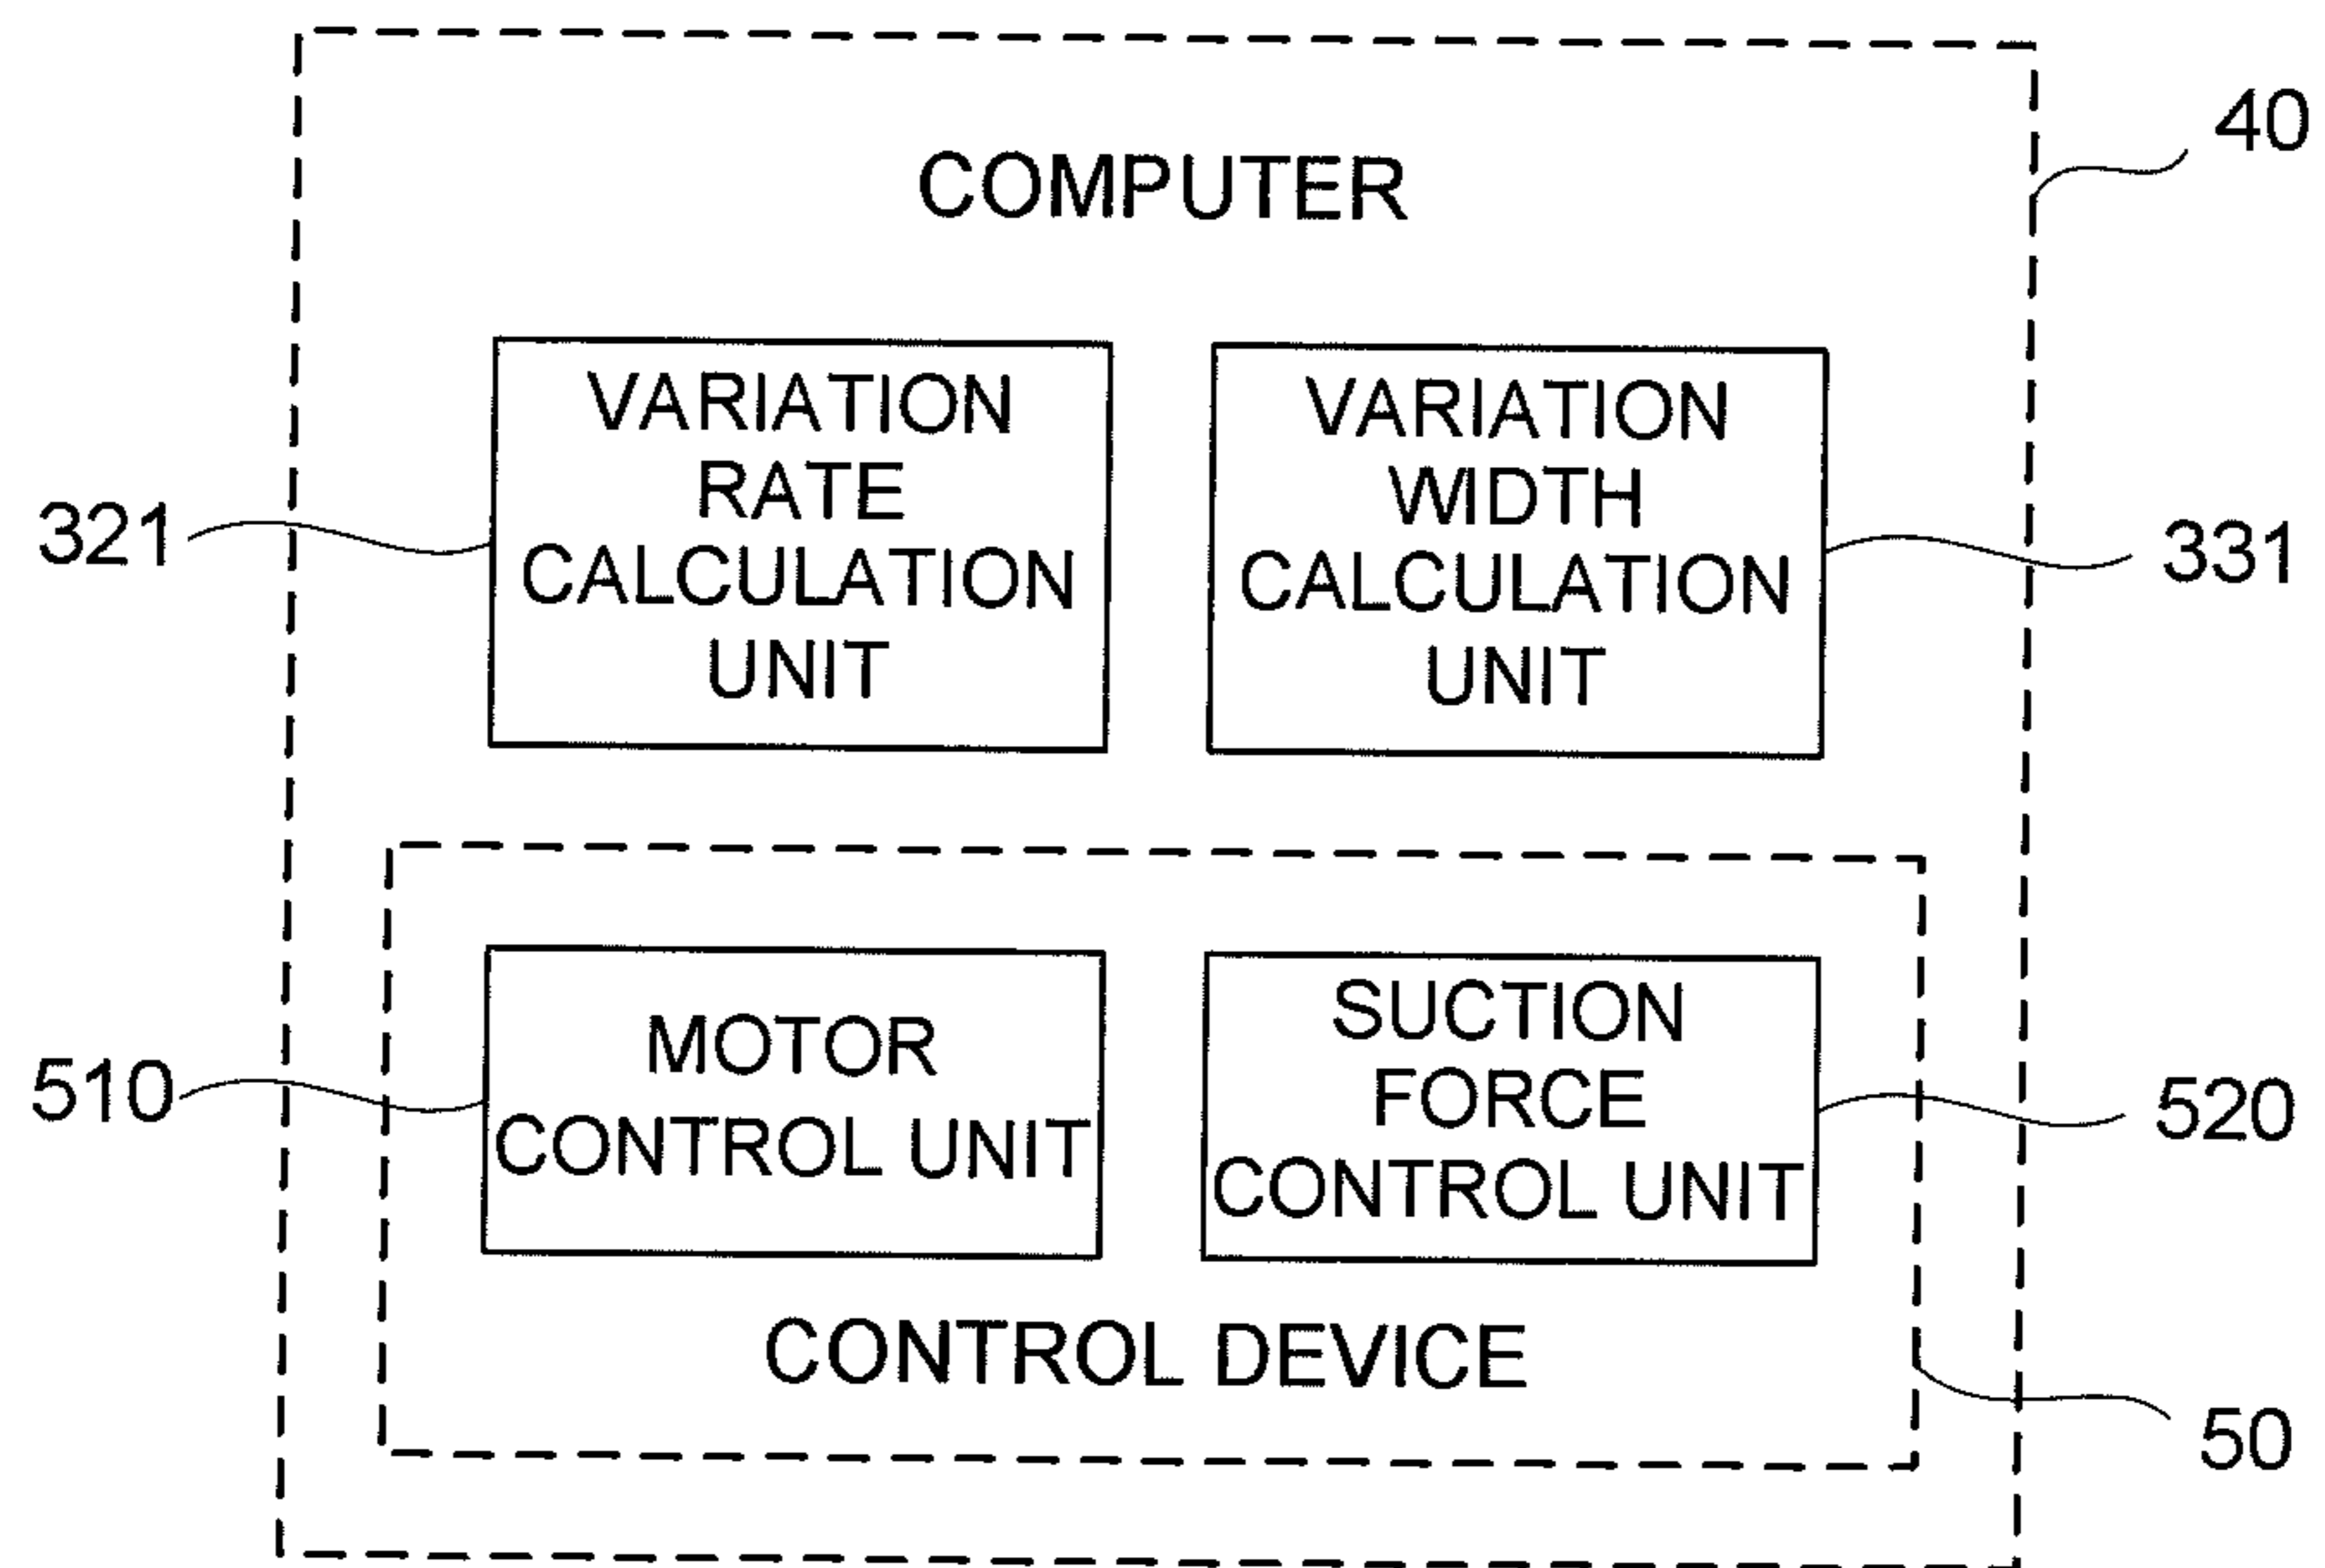 40
COMPUTER
VARIATION
RATE
CALCULATION
UNIT
VARIATION
WIDTH
CALCULATION
UNIT
321
331
MOTOR
CONTROL UNIT
SUCTION
FORCE
CONTROL UNIT
510
520
CONTROL DEVICE
50